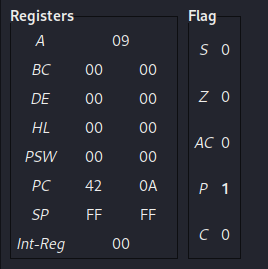 Registers
A 09
BC 00 00
DE 00 00
HL 00 00
PSW 00 00
PC 42 0A
SP FF FF
Int-Reg 00
Flag
S 0
Z 0
AC 0
P 1
C 0